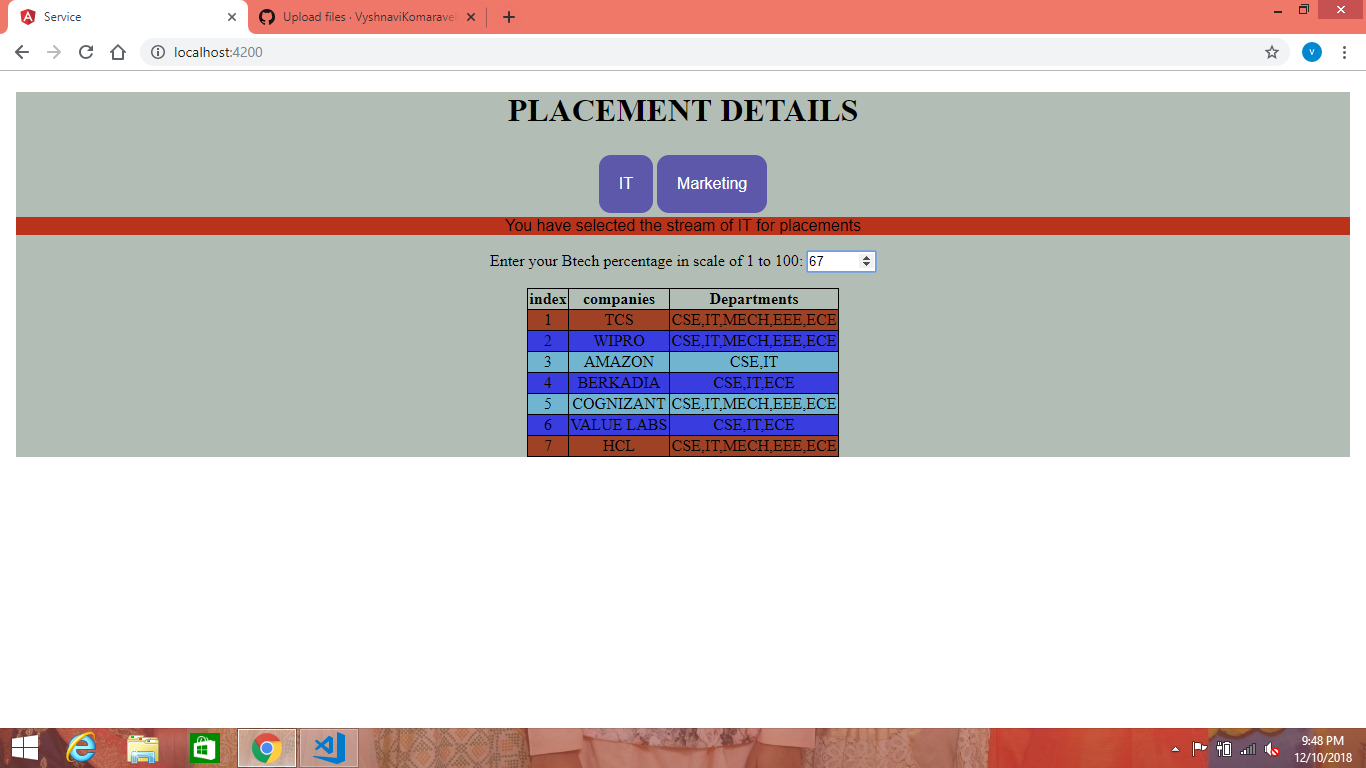 Service
Upload files · VyshnaviKomaravel
localhost:4200
V
PLACEMENT DETAILS
IT Marketing
You have selected the stream of IT for placements
Enter your Btech percentage in scale of 1 to 100: 67
index companies Departments
1 TCS CSE,IT,MECH,EEE,ECE
2 WIPRO CSE,IT,MECH,EEE,ECE
3 AMAZON CSE,IT
4 BERKADIA CSE,IT,ECE
5 COGNIZANT CSE,IT,MECH,EEE,ECE
6 VALUE LABS CSE,IT,ECE
7 HCL CSE,IT,MECH,EEE,ECE
9:48 PM
12/10/2018